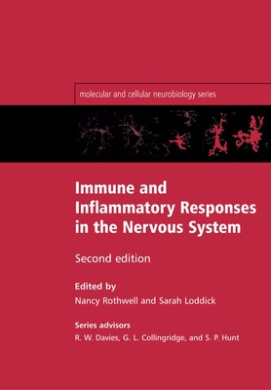 molecular and cellular neurobiology series
Immune and
Inflammatory Responses
in the Nervous System
Second edition
Edited by
Nancy Rothwell and Sarah Loddick
Series advisors
R. W. Davies, G. L. Collingridge, and S. P. Hunt